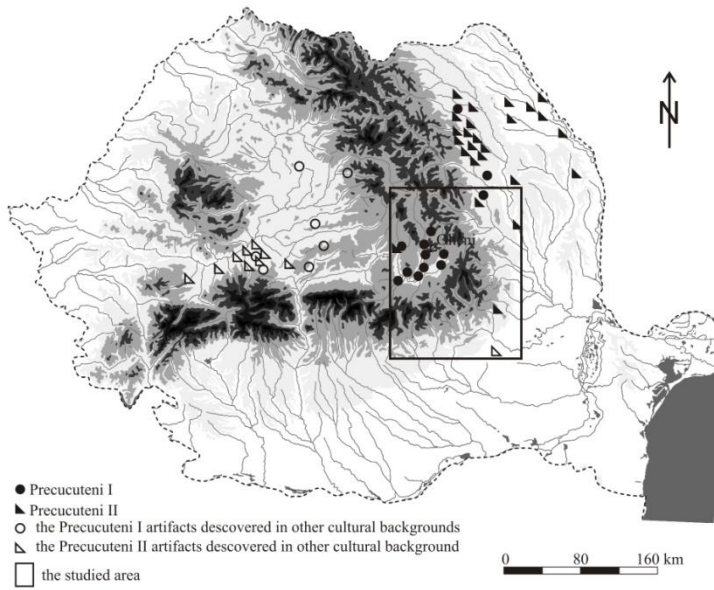 N
Precucuteni I
Precucuteni II
the Precucuteni I artifacts descovered in other cultural backgrounds
the Precucuteni II artifacts descovered in other cultural background
the studied area
0 80 160 km